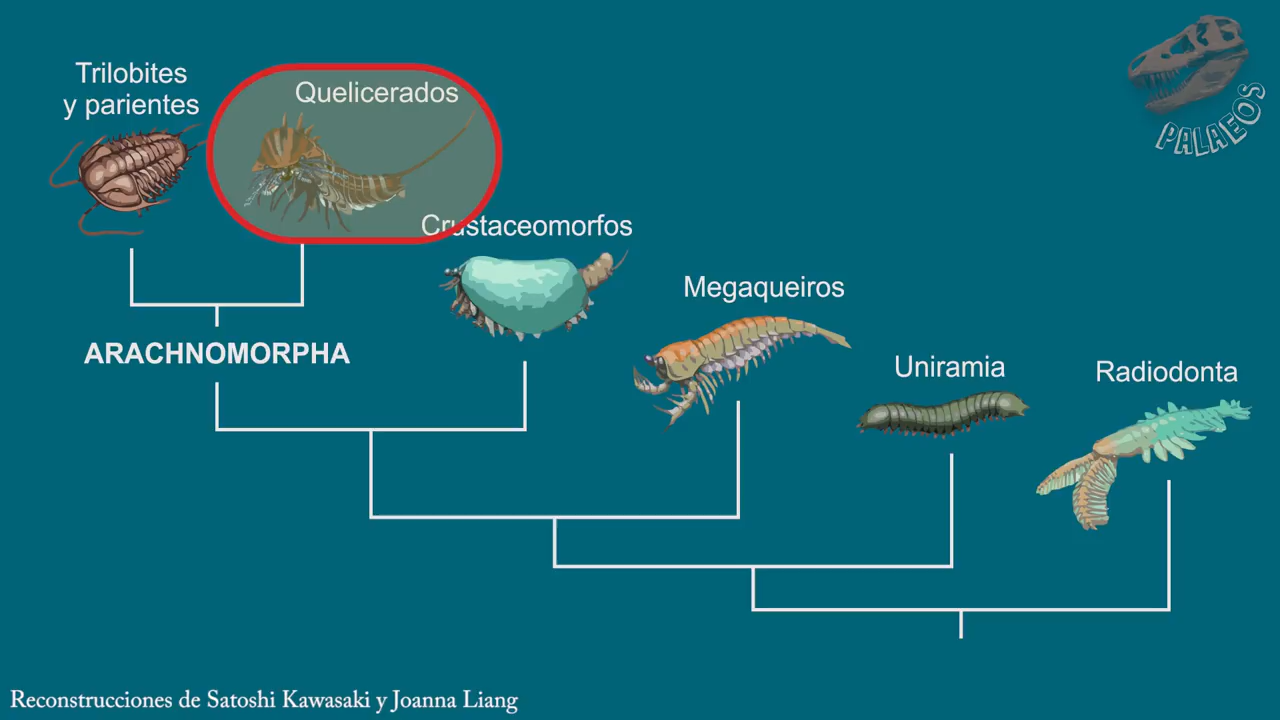 Trilobites
y parientes
Quelicerados
Crustaceomorfos
Megaqueiros
Uniramia
Radiodonta
ARACHNOMORPHA
PALAEOS
Reconstrucciones de Satoshi Kawasaki y Joanna Liang